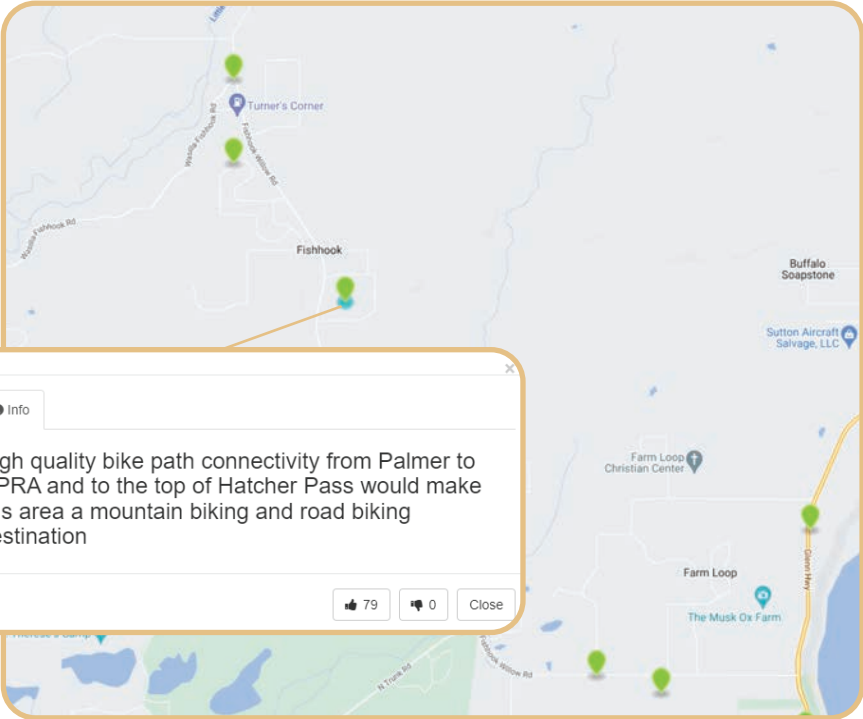 Little
Turner's Corner
Wasilla Fishhook Rd
Fishhook Willow Rd
Wasilla Fishhook Rd
Fishhook
Buffalo
Soapstone
Sutton Aircraft
Salvage, LLC
×
Info
gh quality bike path connectivity from Palmer to
PRA and to the top of Hatcher Pass would make
s area a mountain biking and road biking
estination
79
0
Close
Farm Loop
Christian Center
Glenn Hwy
Farm Loop
The Musk Ox Farm
Fishhook Willow Rd
N Trunk Rd